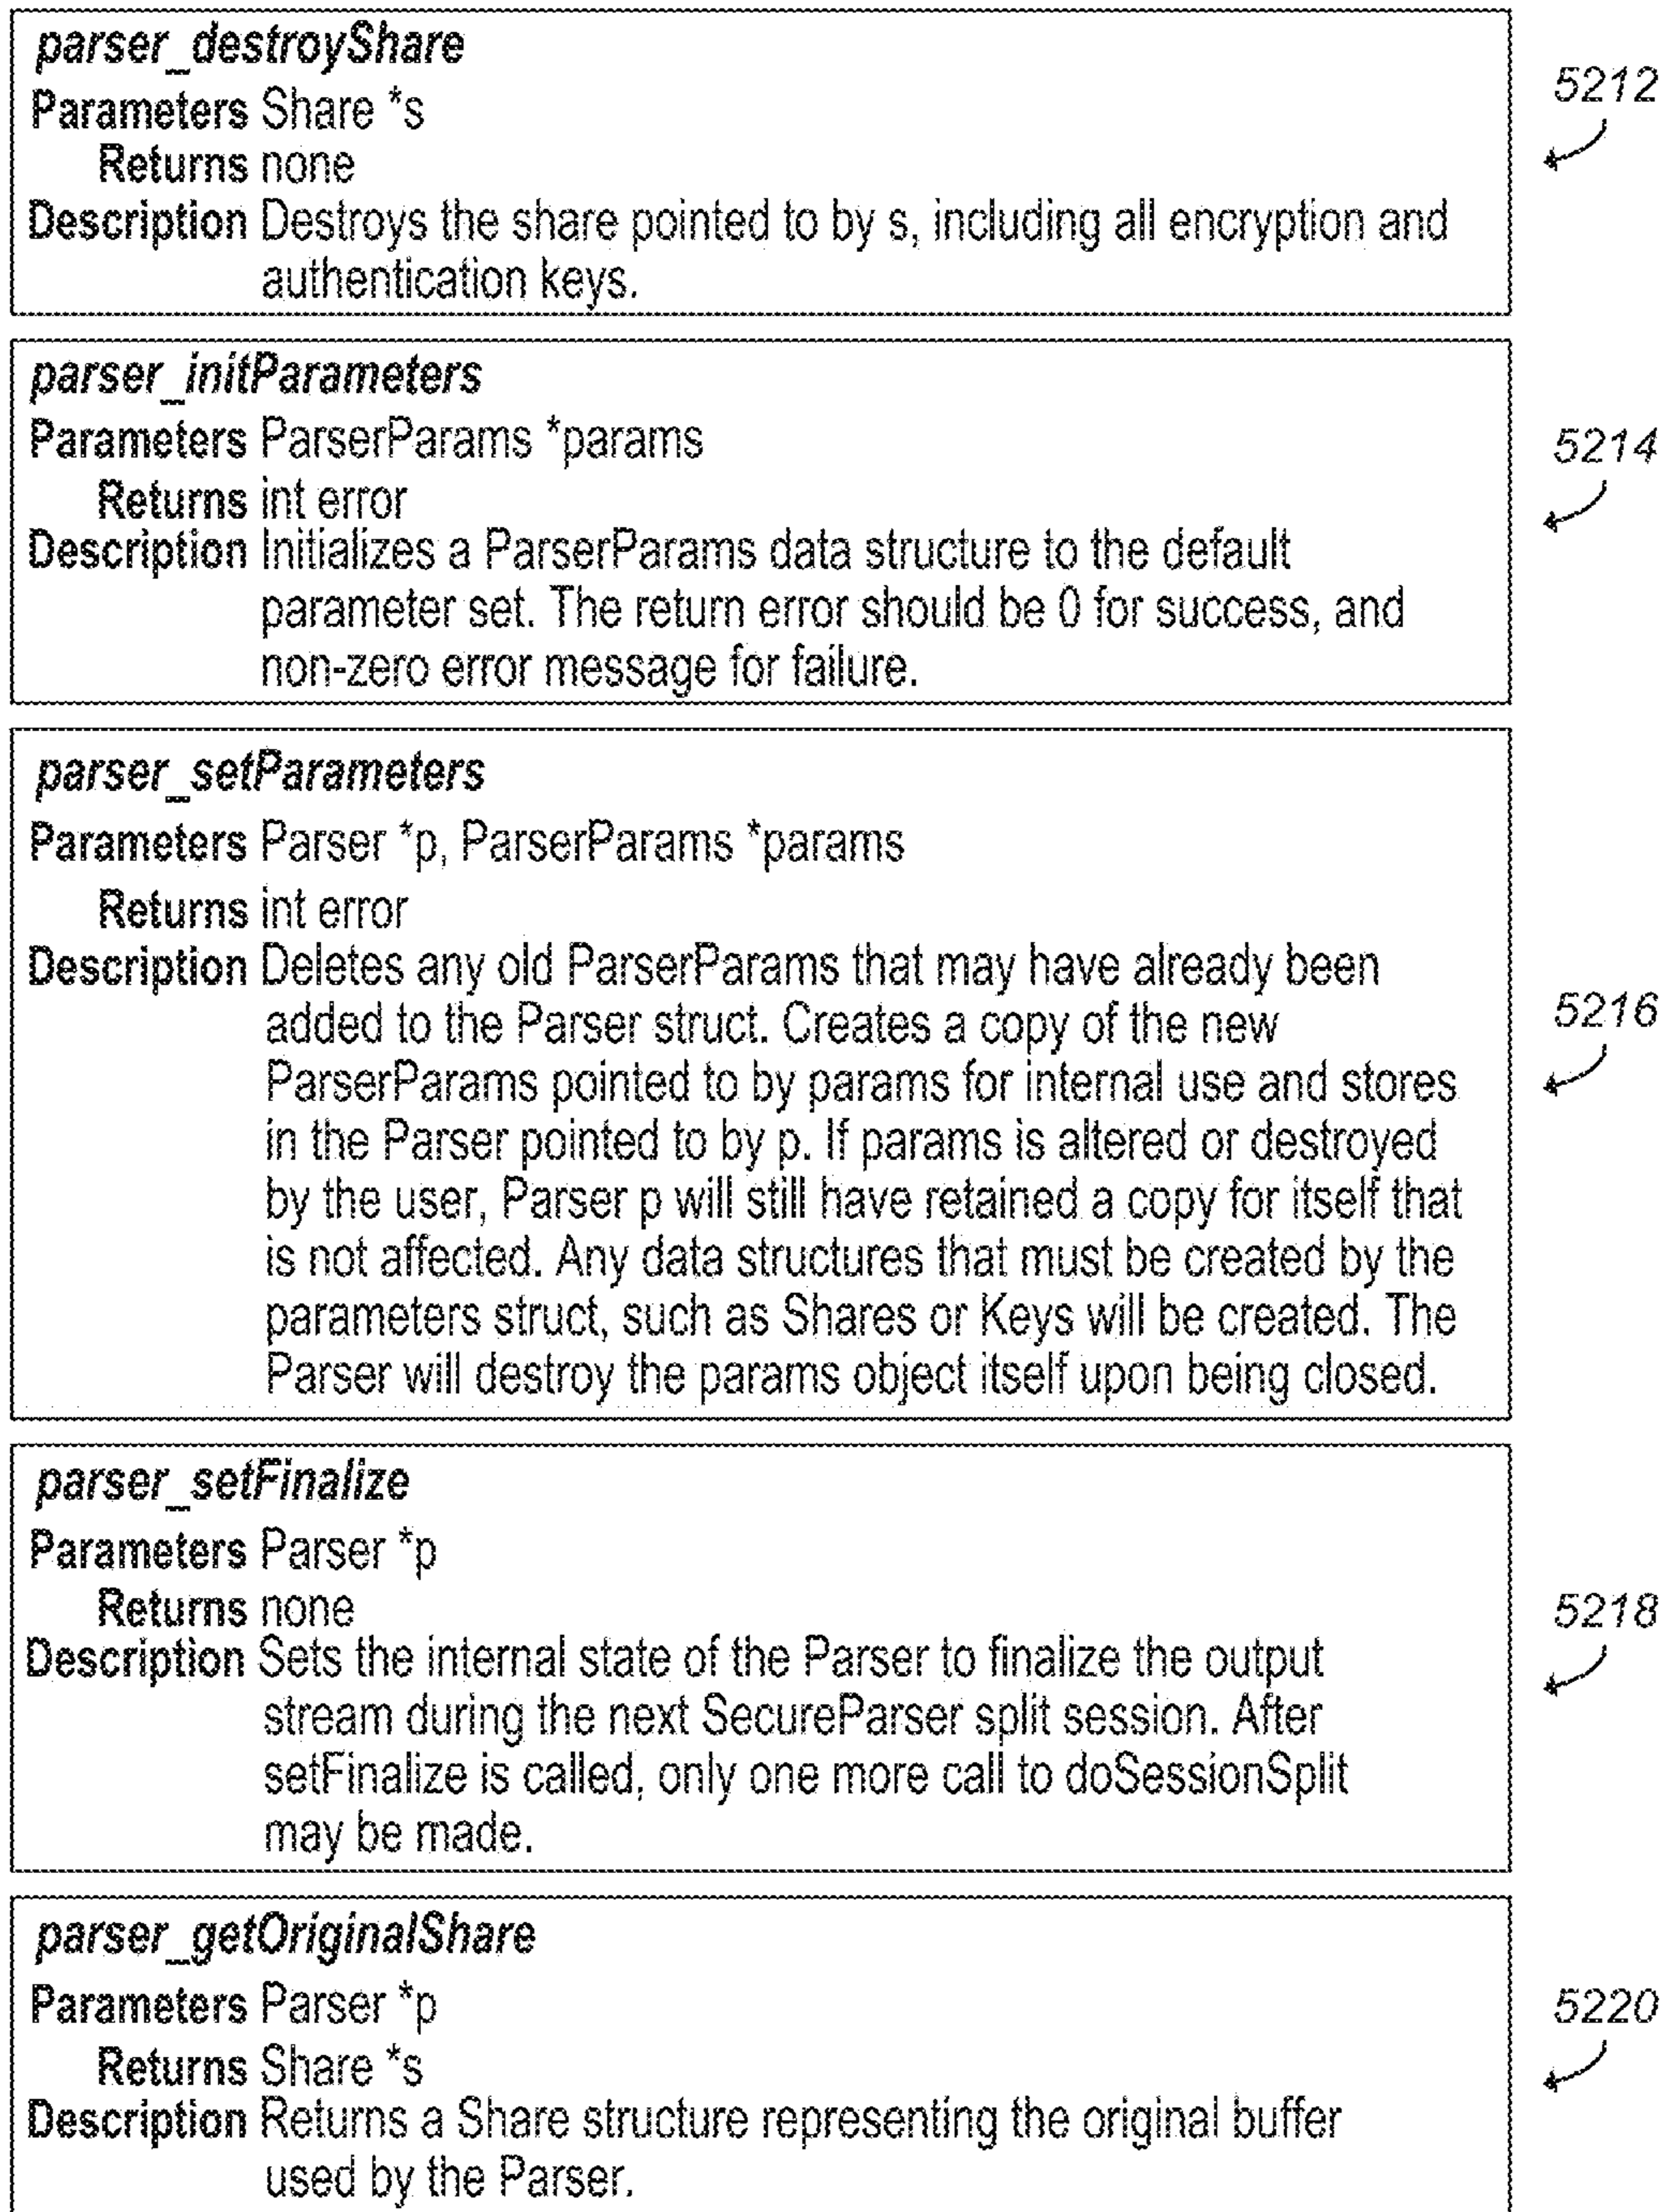 parser_destroyShare
Parameters Share *s
5212
Returns none
Description Destroys the share pointed to by s, including all encryption and
authentication keys.
parser_initParameters
Parameters ParserParams *params
5214
Returns int error
Description Initializes a ParserParams data structure to the default
parameter set. The return error should be 0 for success, and
non-zero error message for failure.
parser_setParameters
Parameters Parser *p, ParserParams *params
Returns int error
Description Deletes any old ParserParams that may have already been
added to the Parser struct. Creates a copy of the new
5216
ParserParams pointed to by params for internal use and stores
in the Parser pointed to by p. If params is altered or destroyed
by the user, Parser p will still have retained a copy for itself that
is not affected. Any data structures that must be created by the
parameters struct, such as Shares or Keys will be created. The
Parser will destroy the params object itself upon being closed.
parser_setFinalize
Parameters Parser *p
Returns none
5218
Description Sets the internal state of the Parser to finalize the output
stream during the next SecureParser split session. After
setFinalize is called, only one more call to doSessionSplit
may be made.
parser_getOriginalShare
Parameters Parser *p
5220
Returns Share *s
Description Returns a Share structure representing the original buffer
used by the Parser.